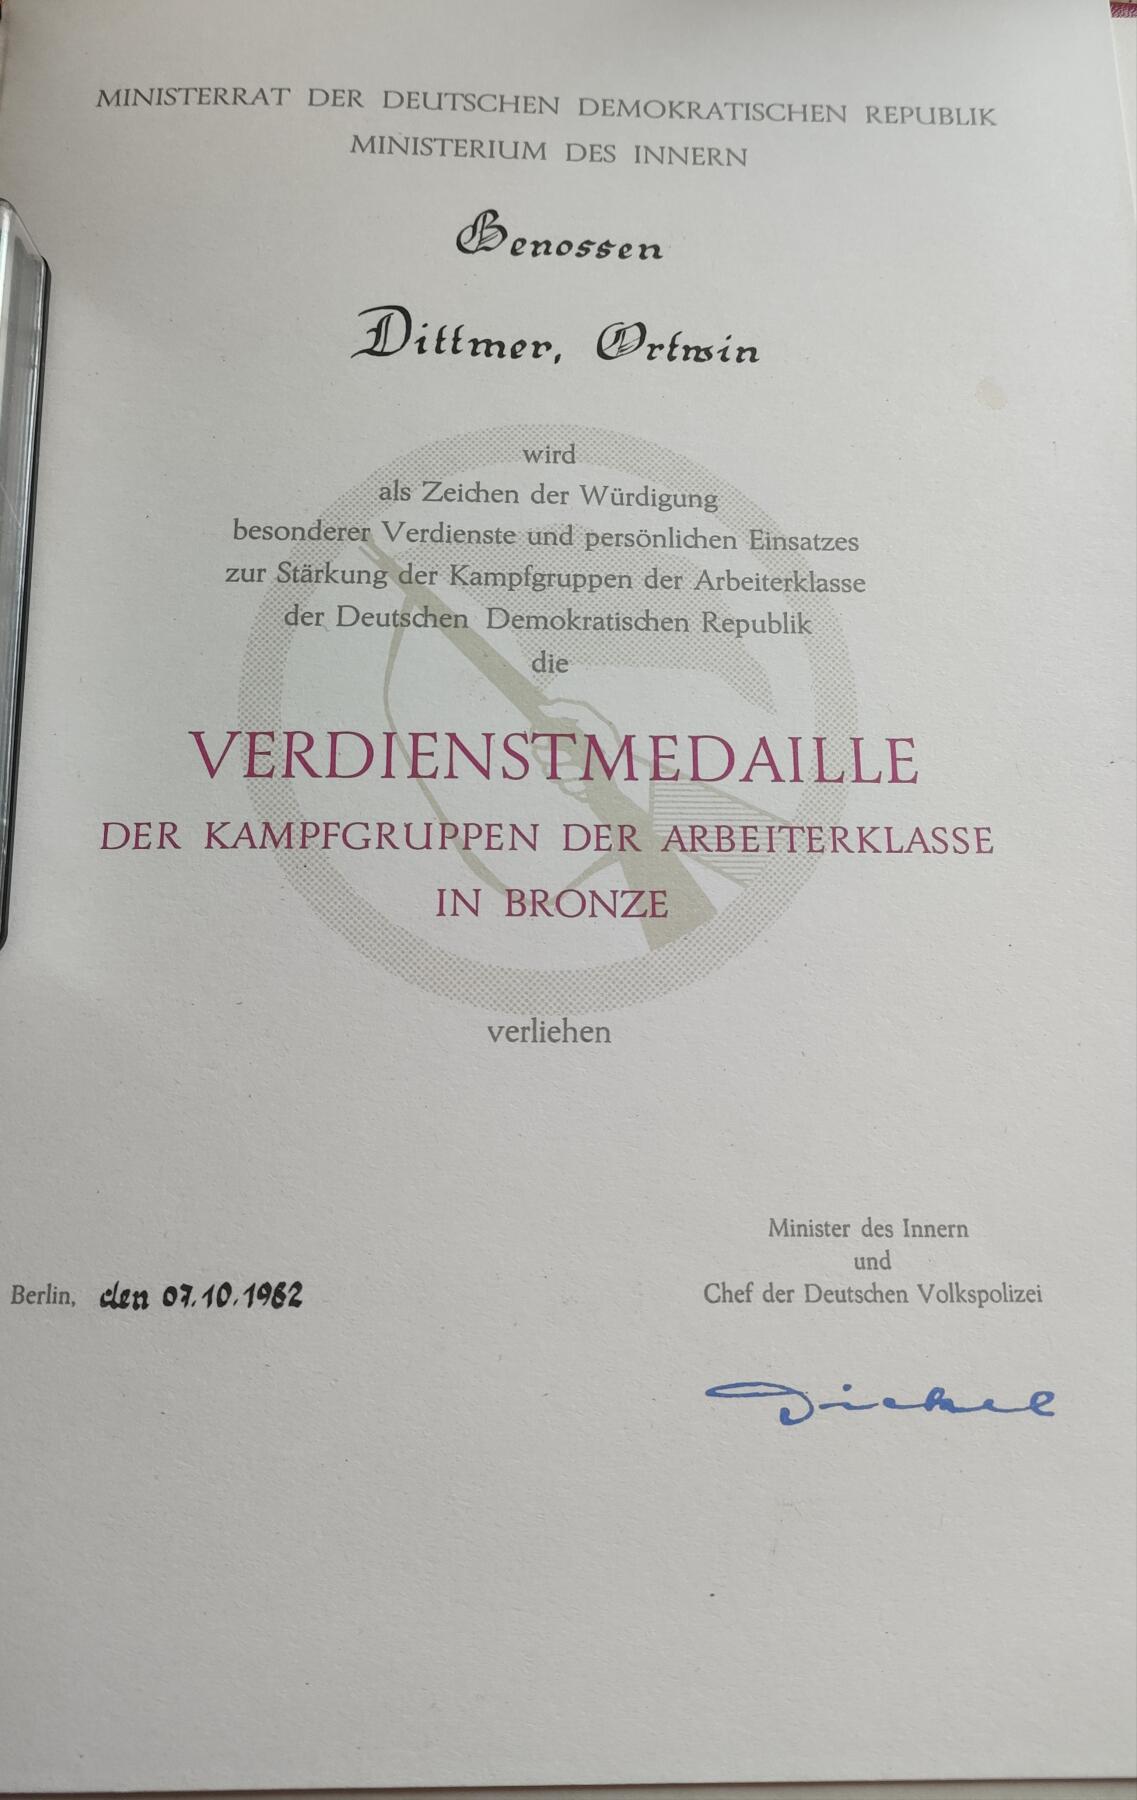 MINISTERRAT DER DEUTSCHEN DEMOKRATISCHEN REPUBLIK
MINISTERIUM DES INNERN
Genossen
Dittmer, Ortwin
wird
als Zeichen der Würdigung
besonderer Verdienste und persönlichen Einsatzes
zur Stärkung der Kampfgruppen der Arbeiterklasse
der Deutschen Demokratischen Republik
die
VERDIENSTMEDAILLE
DER KAMPFGRUPPEN DER ARBEITERKLASSE
IN BRONZE
verliehen
Minister des Innern
und
Chef der Deutschen Volkspolizei
Berlin, den 07.10.1982
Dickel